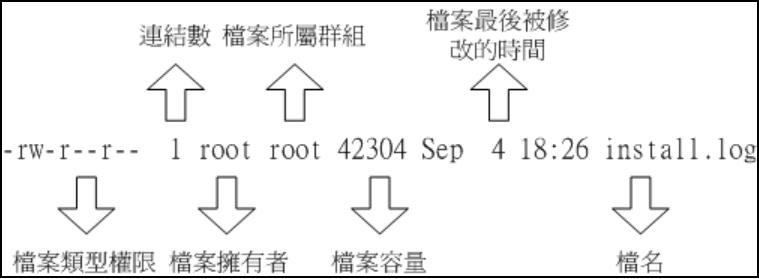 連結數 檔案所屬群組 檔案最後被修
改的時間
-rw-r--r-- 1 root root 42304 Sep 4 18:26 install.log
檔案類型權限 檔案擁有者 檔案容量 檔名